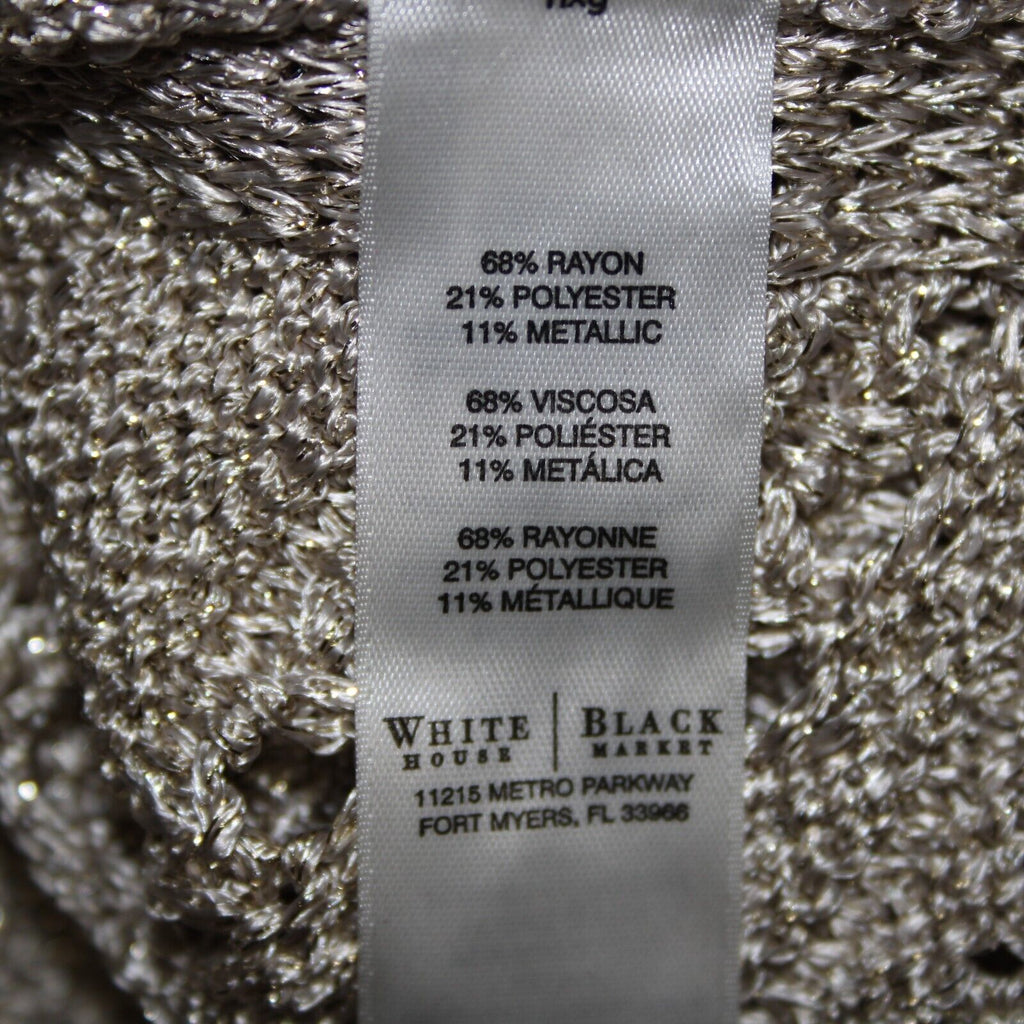 68% RAYON
21% POLYESTER
11% METALLIC
68% VISCOSA
21% POLIÉSTER
11% METÁLICA
68% RAYONNE
21% POLYESTER
11% MÉTALLIQUE
WHITE HOUSE | BLACK MARKET
11215 METRO PARKWAY
FORT MYERS, FL 33966